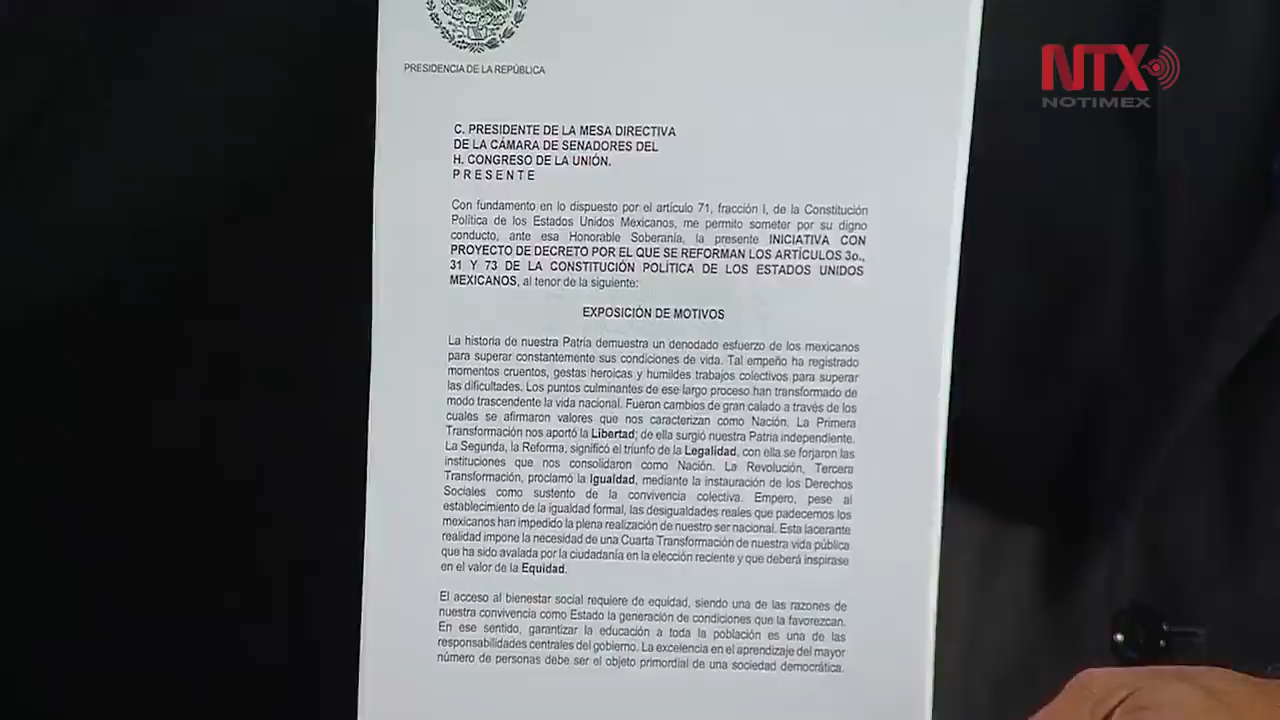 NTX
NOTIMEX
PRESIDENCIA DE LA REPÚBLICA
C. PRESIDENTE DE LA MESA DIRECTIVA
DE LA CÁMARA DE SENADORES DEL
H. CONGRESO DE LA UNIÓN.
P R E S E N T E
Con fundamento en lo dispuesto por el artículo 71, fracción I, de la Constitución
Política de los Estados Unidos Mexicanos, me permito someter por su digno
conducto, ante esa Honorable Soberanía, la presente INICIATIVA CON
PROYECTO DE DECRETO POR EL QUE SE REFORMAN LOS ARTÍCULOS 3o.,
31 Y 73 DE LA CONSTITUCIÓN POLÍTICA DE LOS ESTADOS UNIDOS
MEXICANOS, al tenor de la siguiente:
EXPOSICIÓN DE MOTIVOS
La historia de nuestra Patria demuestra un denodado esfuerzo de los mexicanos
para superar constantemente sus condiciones de vida. Tal empeño ha registrado
momentos cruentos, gestas heroicas y humildes trabajos colectivos para superar
las dificultades. Los puntos culminantes de ese largo proceso han transformado de
modo trascendente la vida nacional. Fueron cambios de gran calado a través de los
cuales se afirmaron valores que nos caracterizan como Nación. La Primera
Transformación nos aportó la Libertad; de ella surgió nuestra Patria independiente.
La Segunda, la Reforma, significó el triunfo de la Legalidad, con ella se forjaron las
instituciones que nos consolidaron como Nación. La Revolución, Tercera
Transformación, proclamó la Igualdad, mediante la instauración de los Derechos
Sociales como sustento de la convivencia colectiva. Empero, pese al
establecimiento de la igualdad formal, las desigualdades reales que padecemos los
mexicanos han impedido la plena realización de nuestro ser nacional. Esta lacerante
realidad impone la necesidad de una Cuarta Transformación de nuestra vida pública
que ha sido avalada por la ciudadanía en la elección reciente y que deberá inspirase
en el valor de la Equidad.
El acceso al bienestar social requiere de equidad, siendo una de las razones de
nuestra convivencia como Estado la generación de condiciones que la favorezcan.
En ese sentido, garantizar la educación a toda la población es una de las
responsabilidades centrales del gobierno. La excelencia en el aprendizaje del mayor
número de personas debe ser el objeto primordial de una sociedad democrática.